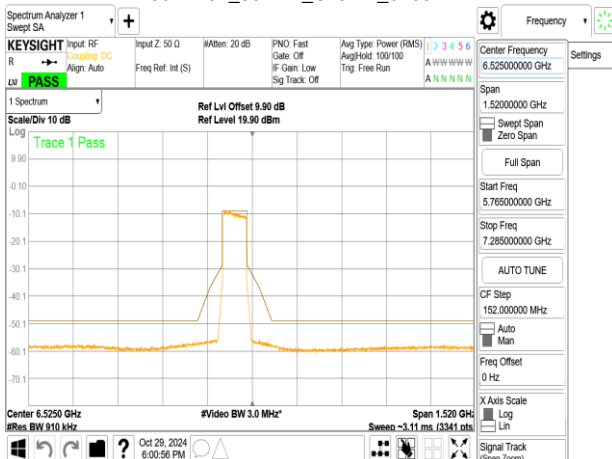 Spectrum Analyzer 1
Swept SA
Frequency
KEYSIGHT
R
LXI
PASS
Input: RF
Coupling: DC
Align: Auto
Input Z: 50 Ω
Freq Ref: Int (S)
#Atten: 20 dB
PNO: Fast
Gate: Off
IF Gain: Low
Sig Track: Off
Avg Type: Power (RMS)
Avg|Hold: 100/100
Trig: Free Run
1 2 3 4 5 6
A W W W W W
A N N N N N
1 Spectrum
Scale/Div 10 dB
Ref Lvl Offset 9.90 dB
Ref Level 19.90 dBm
Log
Trace 1 Pass
9.90
-0.10
-10.1
-20.1
-30.1
-40.1
-50.1
-60.1
-70.1
Center 6.5250 GHz
#Res BW 910 kHz
#Video BW 3.0 MHz*
Span 1.520 GHz
Sweep ~3.11 ms (3341 pts
?
Oct 29, 2024
6:00:56 PM
Center Frequency
6.525000000 GHz
Settings
Span
1.52000000 GHz
Swept Span
Zero Span
Full Span
Start Freq
5.765000000 GHz
Stop Freq
7.285000000 GHz
AUTO TUNE
CF Step
152.000000 MHz
Auto
Man
Freq Offset
0 Hz
X Axis Scale
Log
Lin
Signal Track
(Span Zoom)